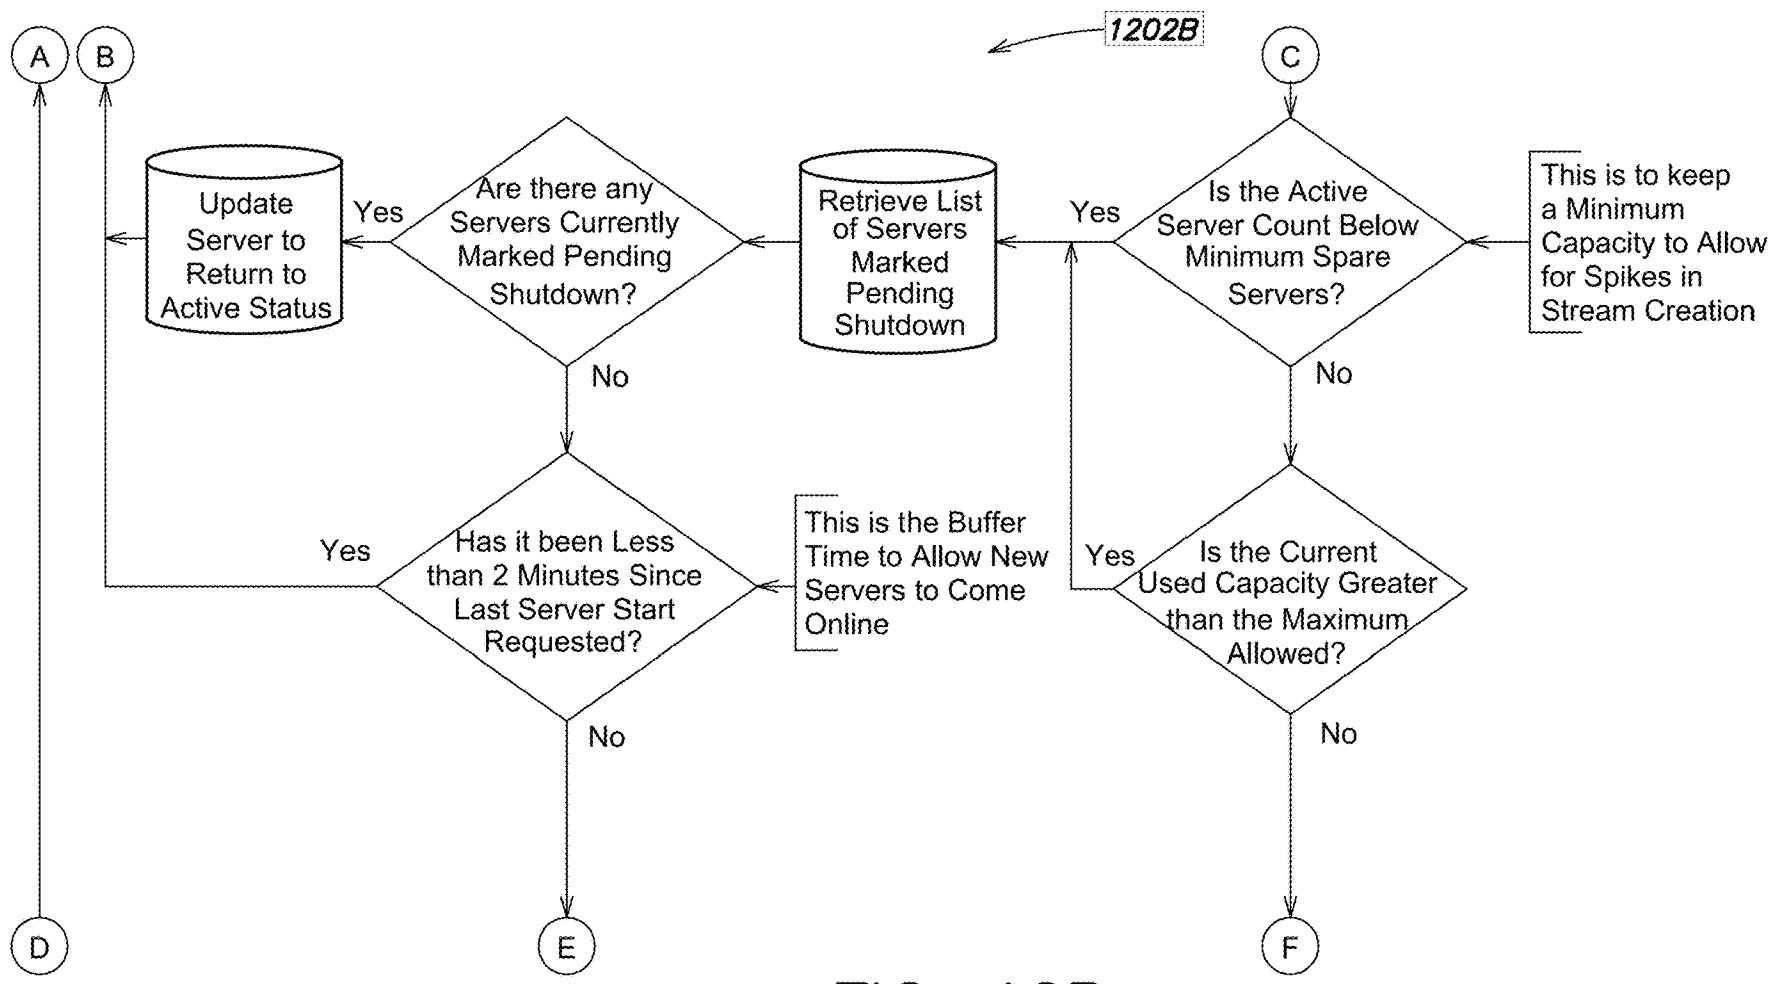 1202B
A
B
C
Update
Server to
Return to
Active Status
Yes
Are there any
Servers Currently
Marked Pending
Shutdown?
No
Retrieve List
of Servers
Marked
Pending
Shutdown
Yes
Is the Active
Server Count Below
Minimum Spare
Servers?
No
This is to keep
a Minimum
Capacity to Allow
for Spikes in
Stream Creation
Yes
Has it been Less
than 2 Minutes Since
Last Server Start
Requested?
No
This is the Buffer
Time to Allow New
Servers to Come
Online
Yes
Is the Current
Used Capacity Greater
than the Maximum
Allowed?
No
D
E
F